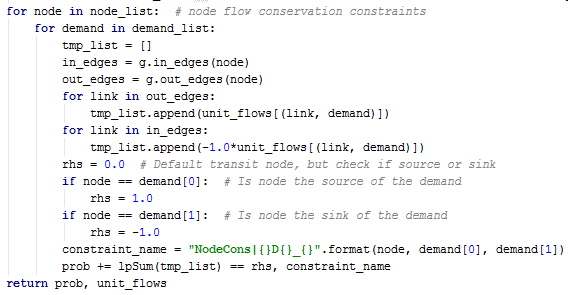 for node in node_list:  # node flow conservation constraints
    for demand in demand_list:
        tmp_list = []
        in_edges = g.in_edges(node)
        out_edges = g.out_edges(node)
        for link in out_edges:
            tmp_list.append(unit_flows[(link, demand)])
        for link in in_edges:
            tmp_list.append(-1.0*unit_flows[(link, demand)])
        rhs = 0.0  # Default transit node, but check if source or sink
        if node == demand[0]:  # Is node the source of the demand
            rhs = 1.0
        if node == demand[1]:  # Is node the sink of the demand
            rhs = -1.0
        constraint_name = "NodeCons|{}D{}_{}".format(node, demand[0], demand[1])
        prob += lpSum(tmp_list) == rhs, constraint_name
return prob, unit_flows